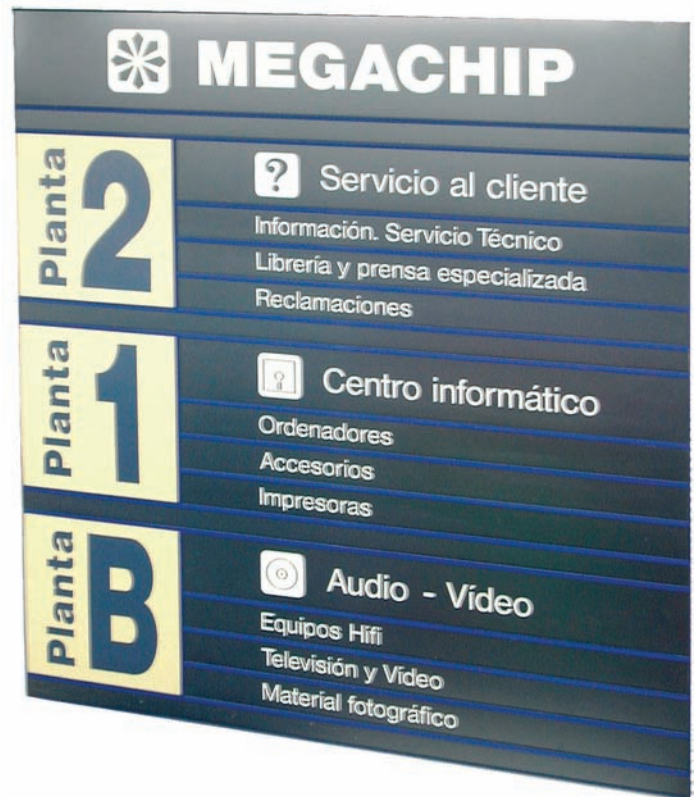 MEGACHIP
Planta 2
? Servicio al cliente
Información. Servicio Técnico
Librería y prensa especializada
Reclamaciones
Planta 1
Centro informático
Ordenadores
Accesorios
Impresoras
Planta B
Audio - Vídeo
Equipos Hifi
Televisión y Vídeo
Material fotográfico